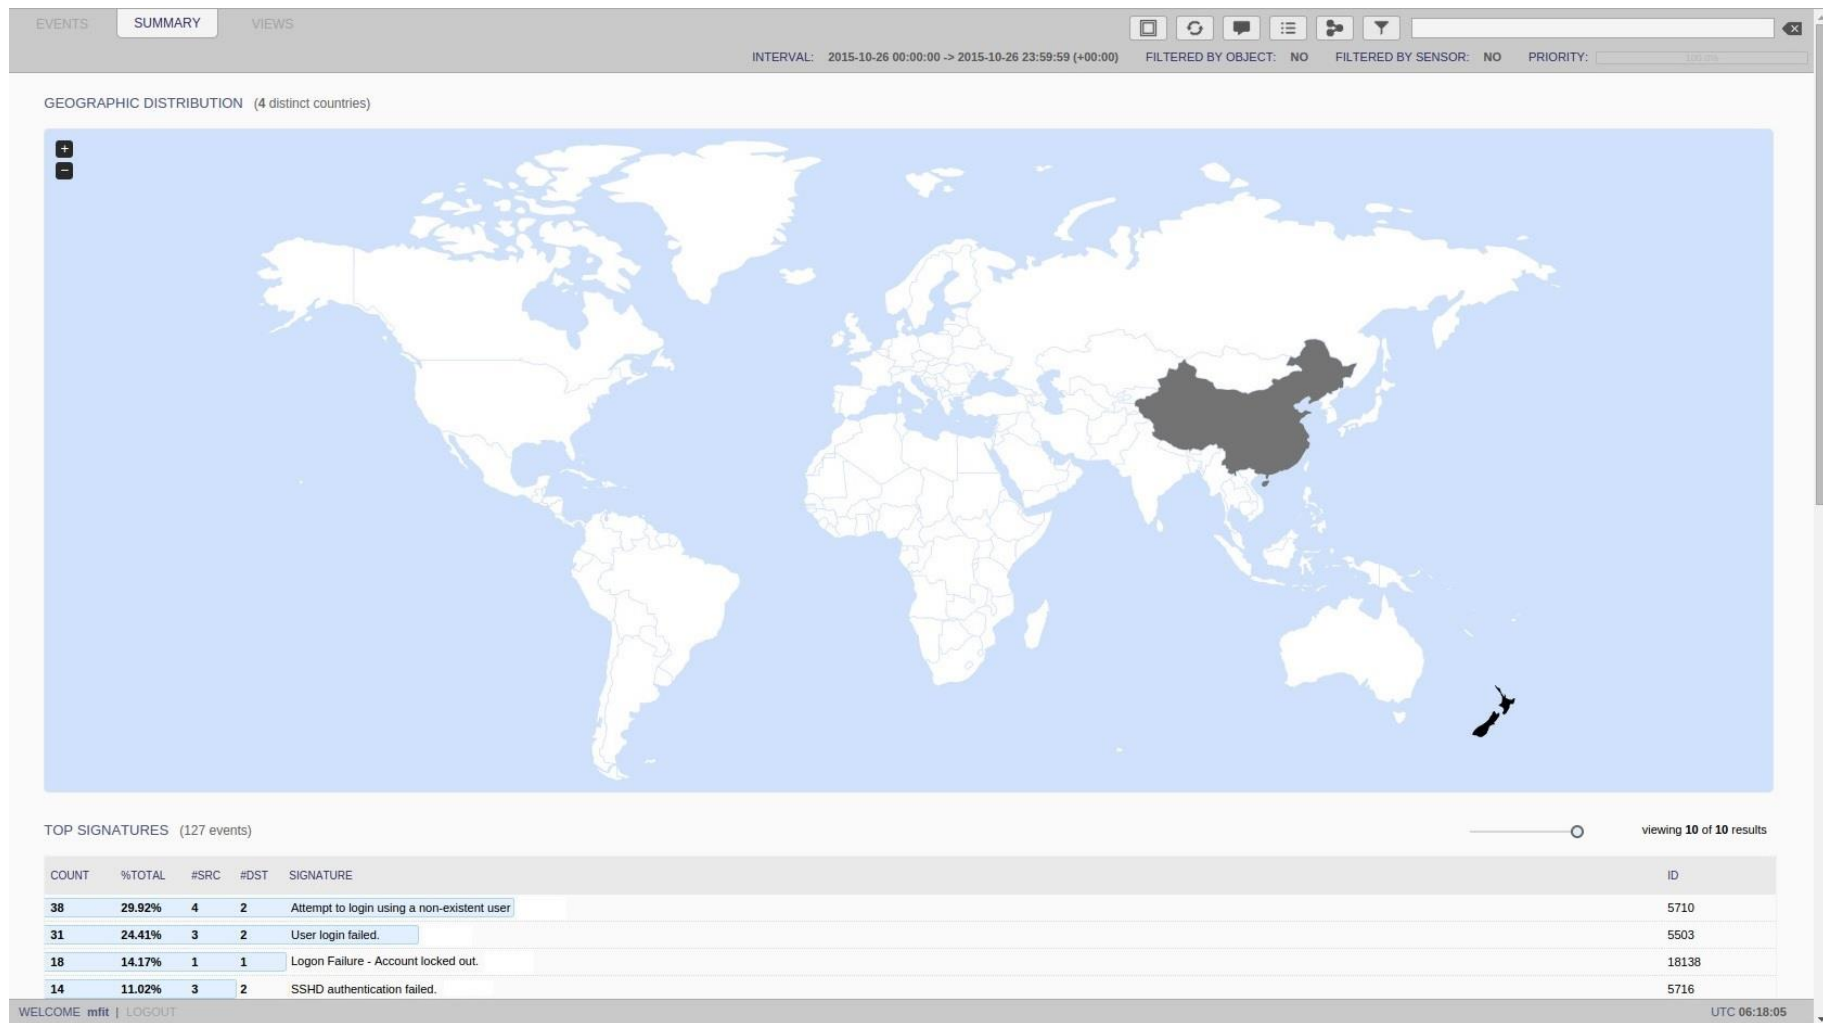 EVENTS SUMMARY VIEWS
INTERVAL: 2015-10-26 00:00:00 -> 2015-10-26 23:59:59 (+00:00) FILTERED BY OBJECT: NO FILTERED BY SENSOR: NO PRIORITY: 100.0%
GEOGRAPHIC DISTRIBUTION (4 distinct countries)
+
−
TOP SIGNATURES (127 events) viewing 10 of 10 results
COUNT %TOTAL #SRC #DST SIGNATURE ID
38 29.92% 4 2 Attempt to login using a non-existent user 5710
31 24.41% 3 2 User login failed. 5503
18 14.17% 1 1 Logon Failure - Account locked out. 18138
14 11.02% 3 2 SSHD authentication failed. 5716
WELCOME mfit | LOGOUT UTC 06:18:05